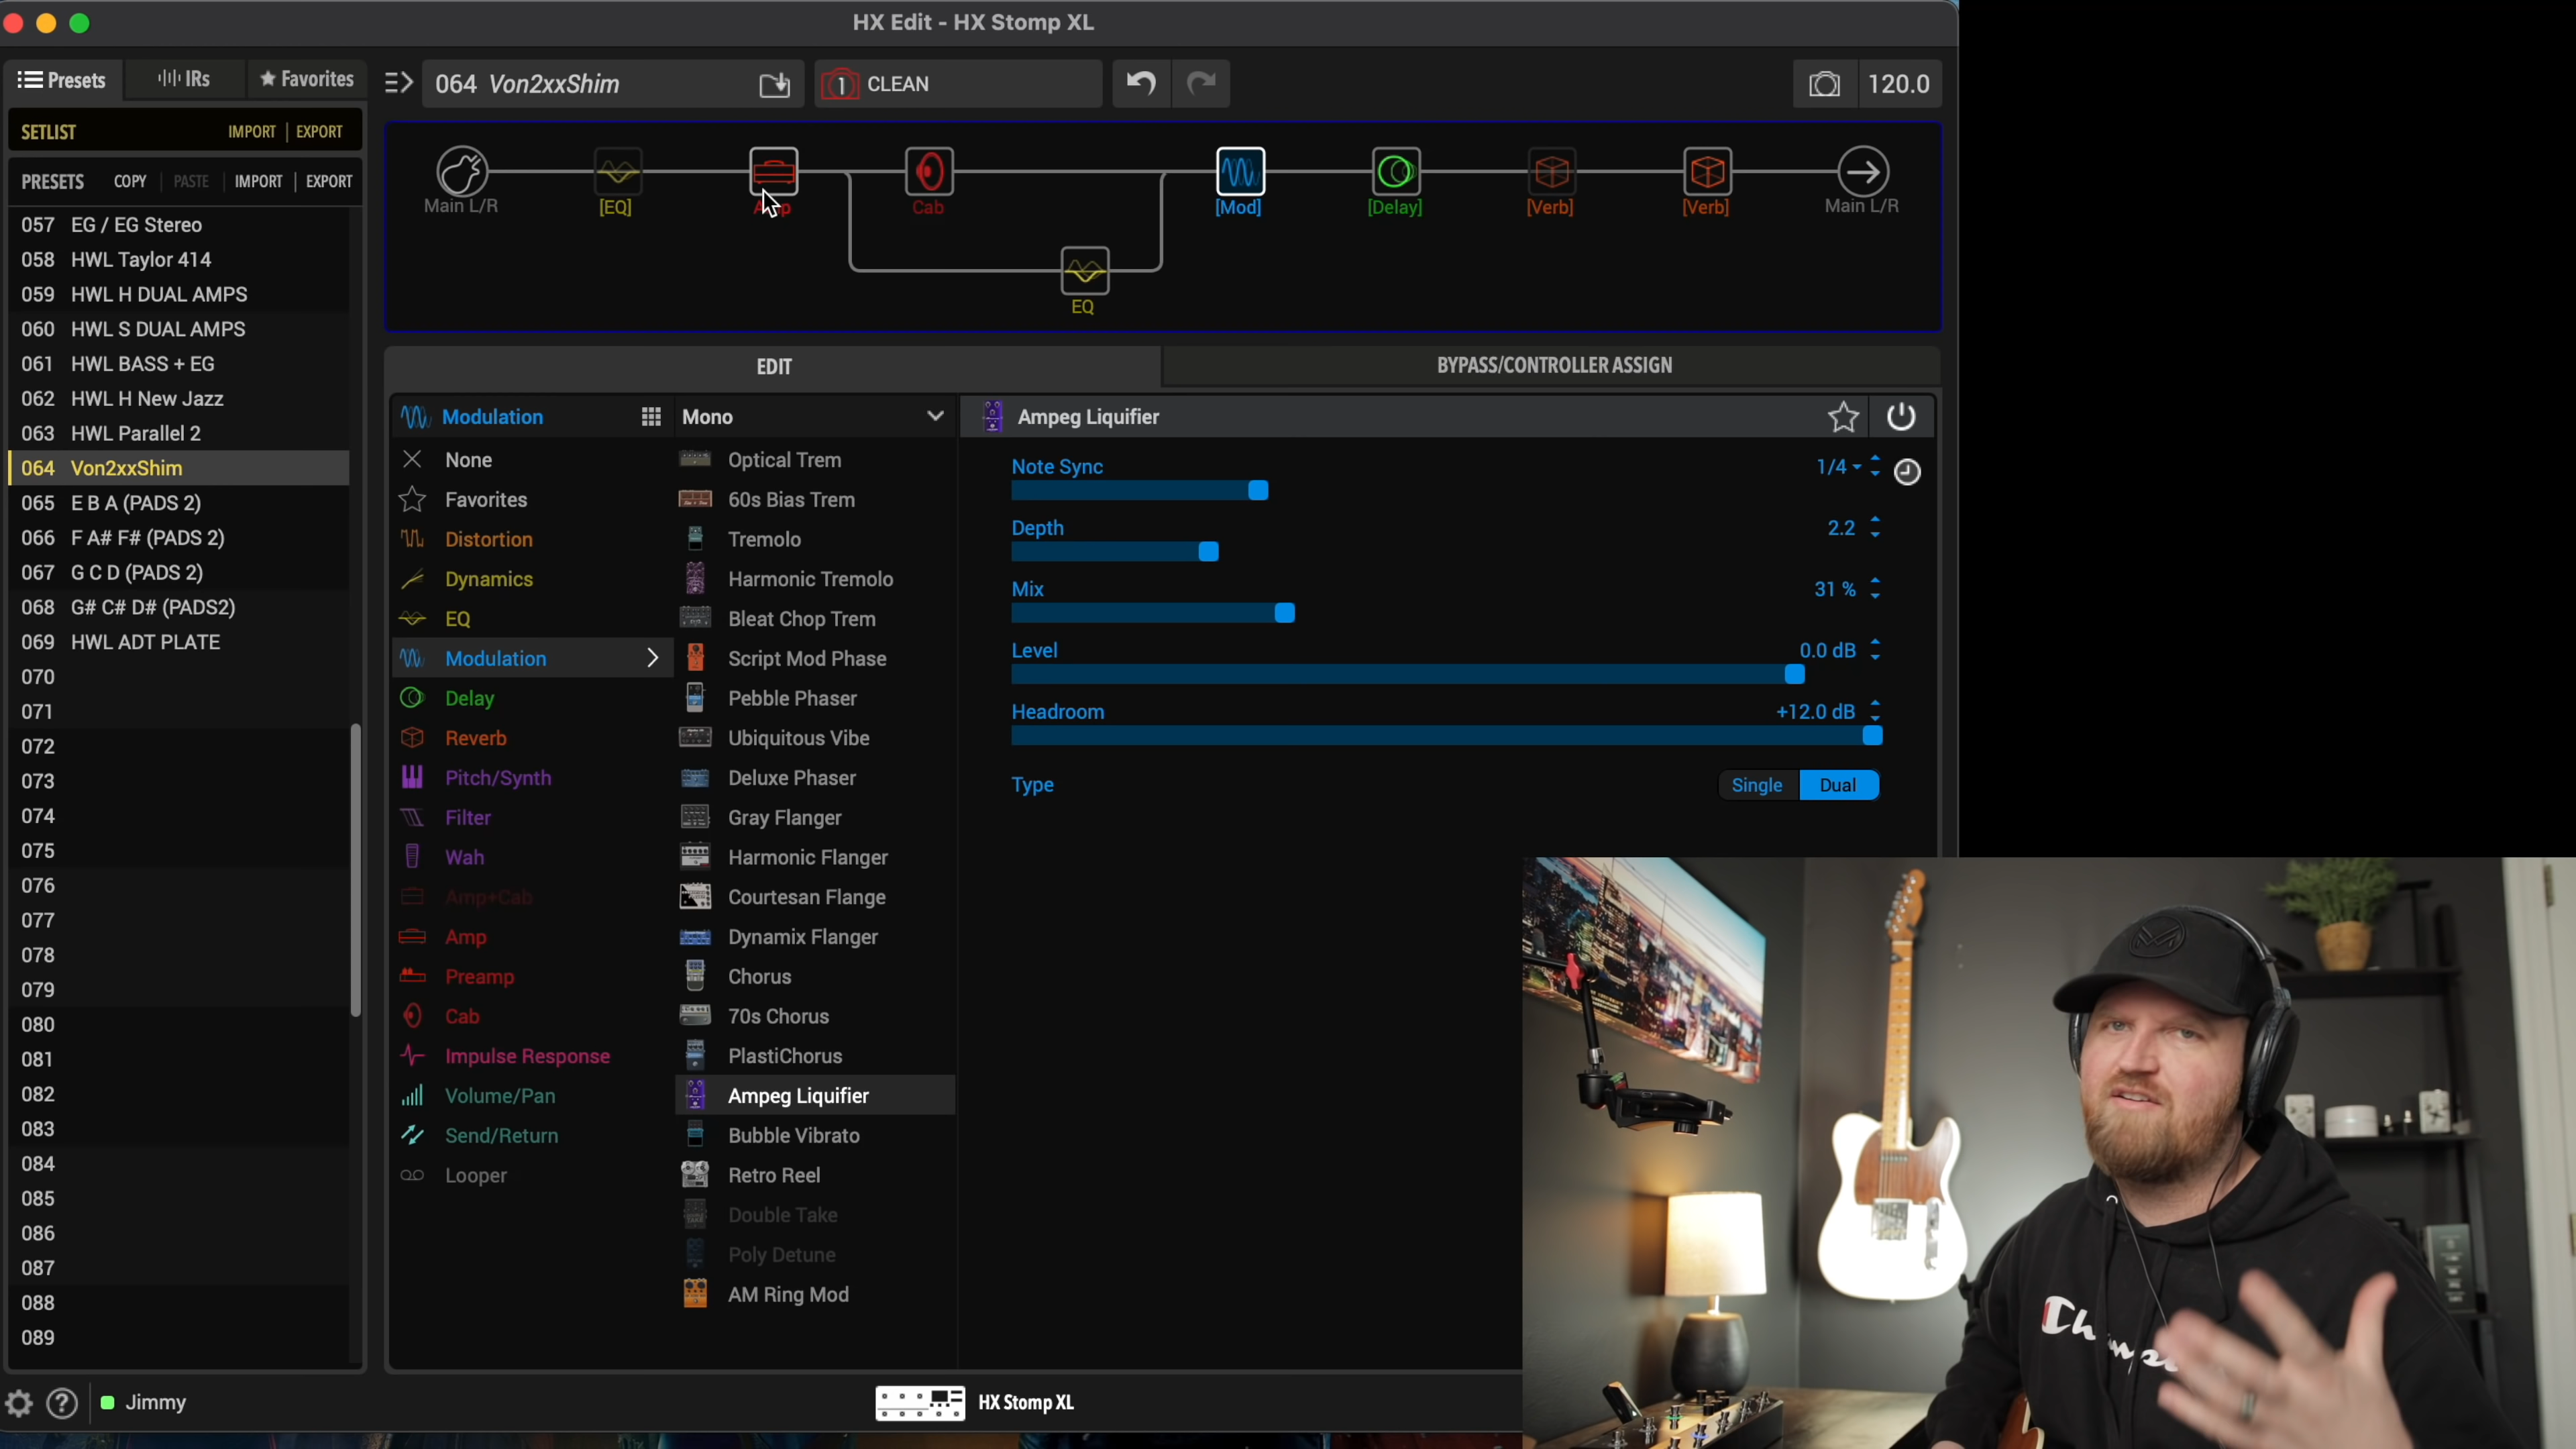 HX Edit - HX Stomp XL
Presets
IRs
Favorites
064 Von2xxShim
1
CLEAN
120.0
SETLIST
IMPORT
EXPORT
PRESETS
COPY
PASTE
IMPORT
EXPORT
Main L/R
[EQ]
Cab
[Mod]
[Delay]
[Verb]
[Verb]
Main L/R
EQ
057 EG / EG Stereo
058 HWL Taylor 414
059 HWL H DUAL AMPS
060 HWL S DUAL AMPS
061 HWL BASS + EG
062 HWL H New Jazz
063 HWL Parallel 2
064 Von2xxShim
065 E B A (PADS 2)
066 F A# F# (PADS 2)
067 G C D (PADS 2)
068 G# C# D# (PADS2)
069 HWL ADT PLATE
070
071
072
073
074
075
076
077
078
079
080
081
082
083
084
085
086
087
088
089
EDIT
BYPASS/CONTROLLER ASSIGN
Modulation
Mono
None
Favorites
Distortion
Dynamics
EQ
Modulation
Delay
Reverb
Pitch/Synth
Filter
Wah
Amp+Cab
Amp
Preamp
Cab
Impulse Response
Volume/Pan
Send/Return
Looper
Optical Trem
60s Bias Trem
Tremolo
Harmonic Tremolo
Bleat Chop Trem
Script Mod Phase
Pebble Phaser
Ubiquitous Vibe
Deluxe Phaser
Gray Flanger
Harmonic Flanger
Courtesan Flange
Dynamix Flanger
Chorus
70s Chorus
PlastiChorus
Ampeg Liquifier
Bubble Vibrato
Retro Reel
Double Take
Poly Detune
AM Ring Mod
Ampeg Liquifier
Note Sync 1/4
Depth 2.2
Mix 31 %
Level 0.0 dB
Headroom +12.0 dB
Type Single Dual
Jimmy
HX Stomp XL